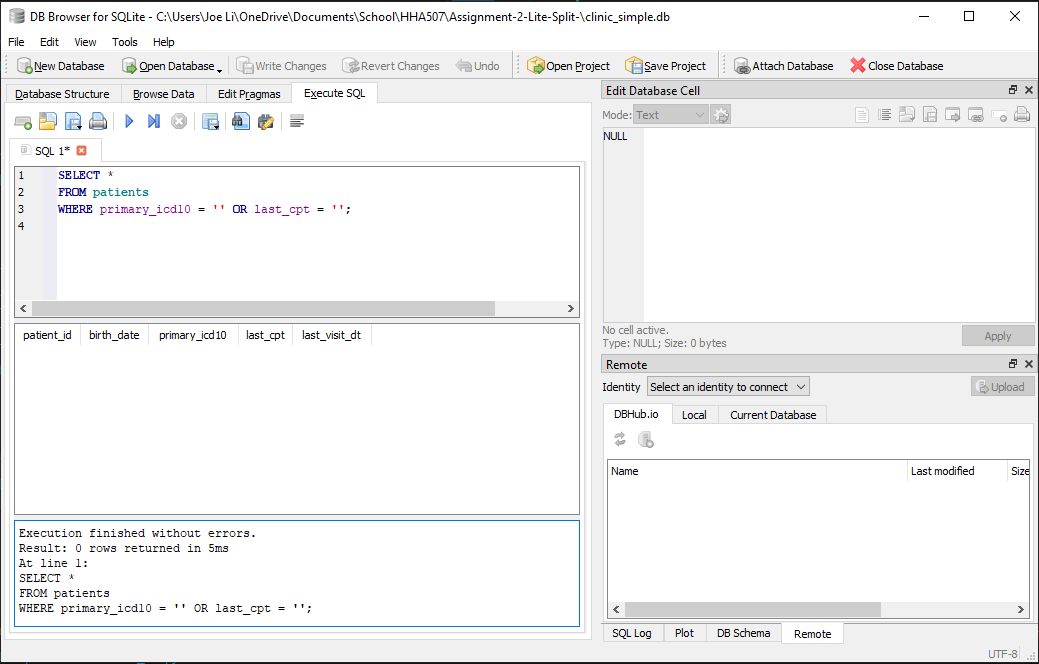 DB Browser for SQLite - C:\Users\Joe Li\OneDrive\Documents\School\HHA507\Assignment-2-Lite-Split-\clinic_simple.db
File Edit View Tools Help
New Database Open Database Write Changes Revert Changes Undo Open Project Save Project Attach Database Close Database
Database Structure Browse Data Edit Pragmas Execute SQL
SQL 1*
1 SELECT *
2 FROM patients
3 WHERE primary_icd10 = '' OR last_cpt = '';
4
patient_id birth_date primary_icd10 last_cpt last_visit_dt
Execution finished without errors.
Result: 0 rows returned in 5ms
At line 1:
SELECT *
FROM patients
WHERE primary_icd10 = '' OR last_cpt = '';
Edit Database Cell
Mode: Text
NULL
No cell active.
Type: NULL; Size: 0 bytes
Apply
Remote
Identity Select an identity to connect Upload
DBHub.io Local Current Database
Name Last modified Size
SQL Log Plot DB Schema Remote
UTF-8